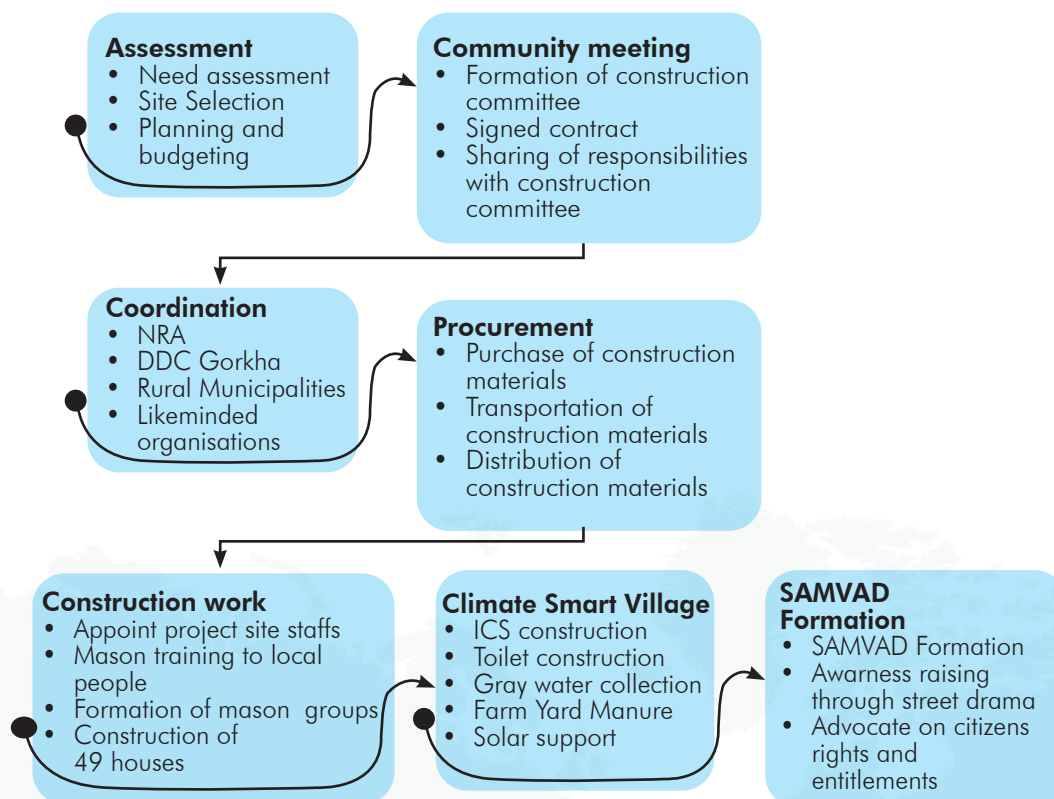 Assessment
• Need assessment
• Site Selection
• Planning and
budgeting
Community meeting
• Formation of construction
committee
• Signed contract
• Sharing of responsibilities
with construction
committee
Coordination
• NRA
• DDC Gorkha
• Rural Municipalities
• Likeminded
organisations
Procurement
• Purchase of construction
materials
• Transportation of
construction materials
• Distribution of
construction materials
Construction work
• Appoint project site staffs
• Mason training to local
people
• Formation of mason groups
• Construction of
49 houses
Climate Smart Village
• ICS construction
• Toilet construction
• Gray water collection
• Farm Yard Manure
• Solar support
SAMVAD
Formation
• SAMVAD Formation
• Awarness raising
through street drama
• Advocate on citizens
rights and
entitlements